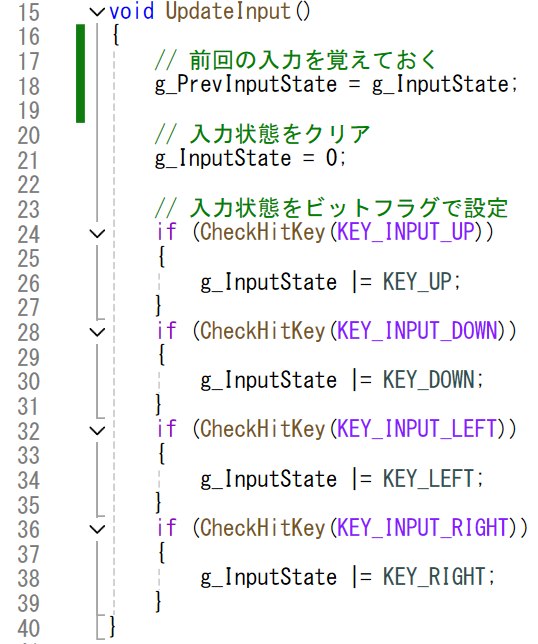 15 void UpdateInput()
16 {
17 // 前回の入力を覚えておく
18 g_PrevInputState = g_InputState;
19
20 // 入力状態をクリア
21 g_InputState = 0;
22
23 // 入力状態をビットフラグで設定
24 if (CheckHitKey(KEY_INPUT_UP))
25 {
26 g_InputState |= KEY_UP;
27 }
28 if (CheckHitKey(KEY_INPUT_DOWN))
29 {
30 g_InputState |= KEY_DOWN;
31 }
32 if (CheckHitKey(KEY_INPUT_LEFT))
33 {
34 g_InputState |= KEY_LEFT;
35 }
36 if (CheckHitKey(KEY_INPUT_RIGHT))
37 {
38 g_InputState |= KEY_RIGHT;
39 }
40 }